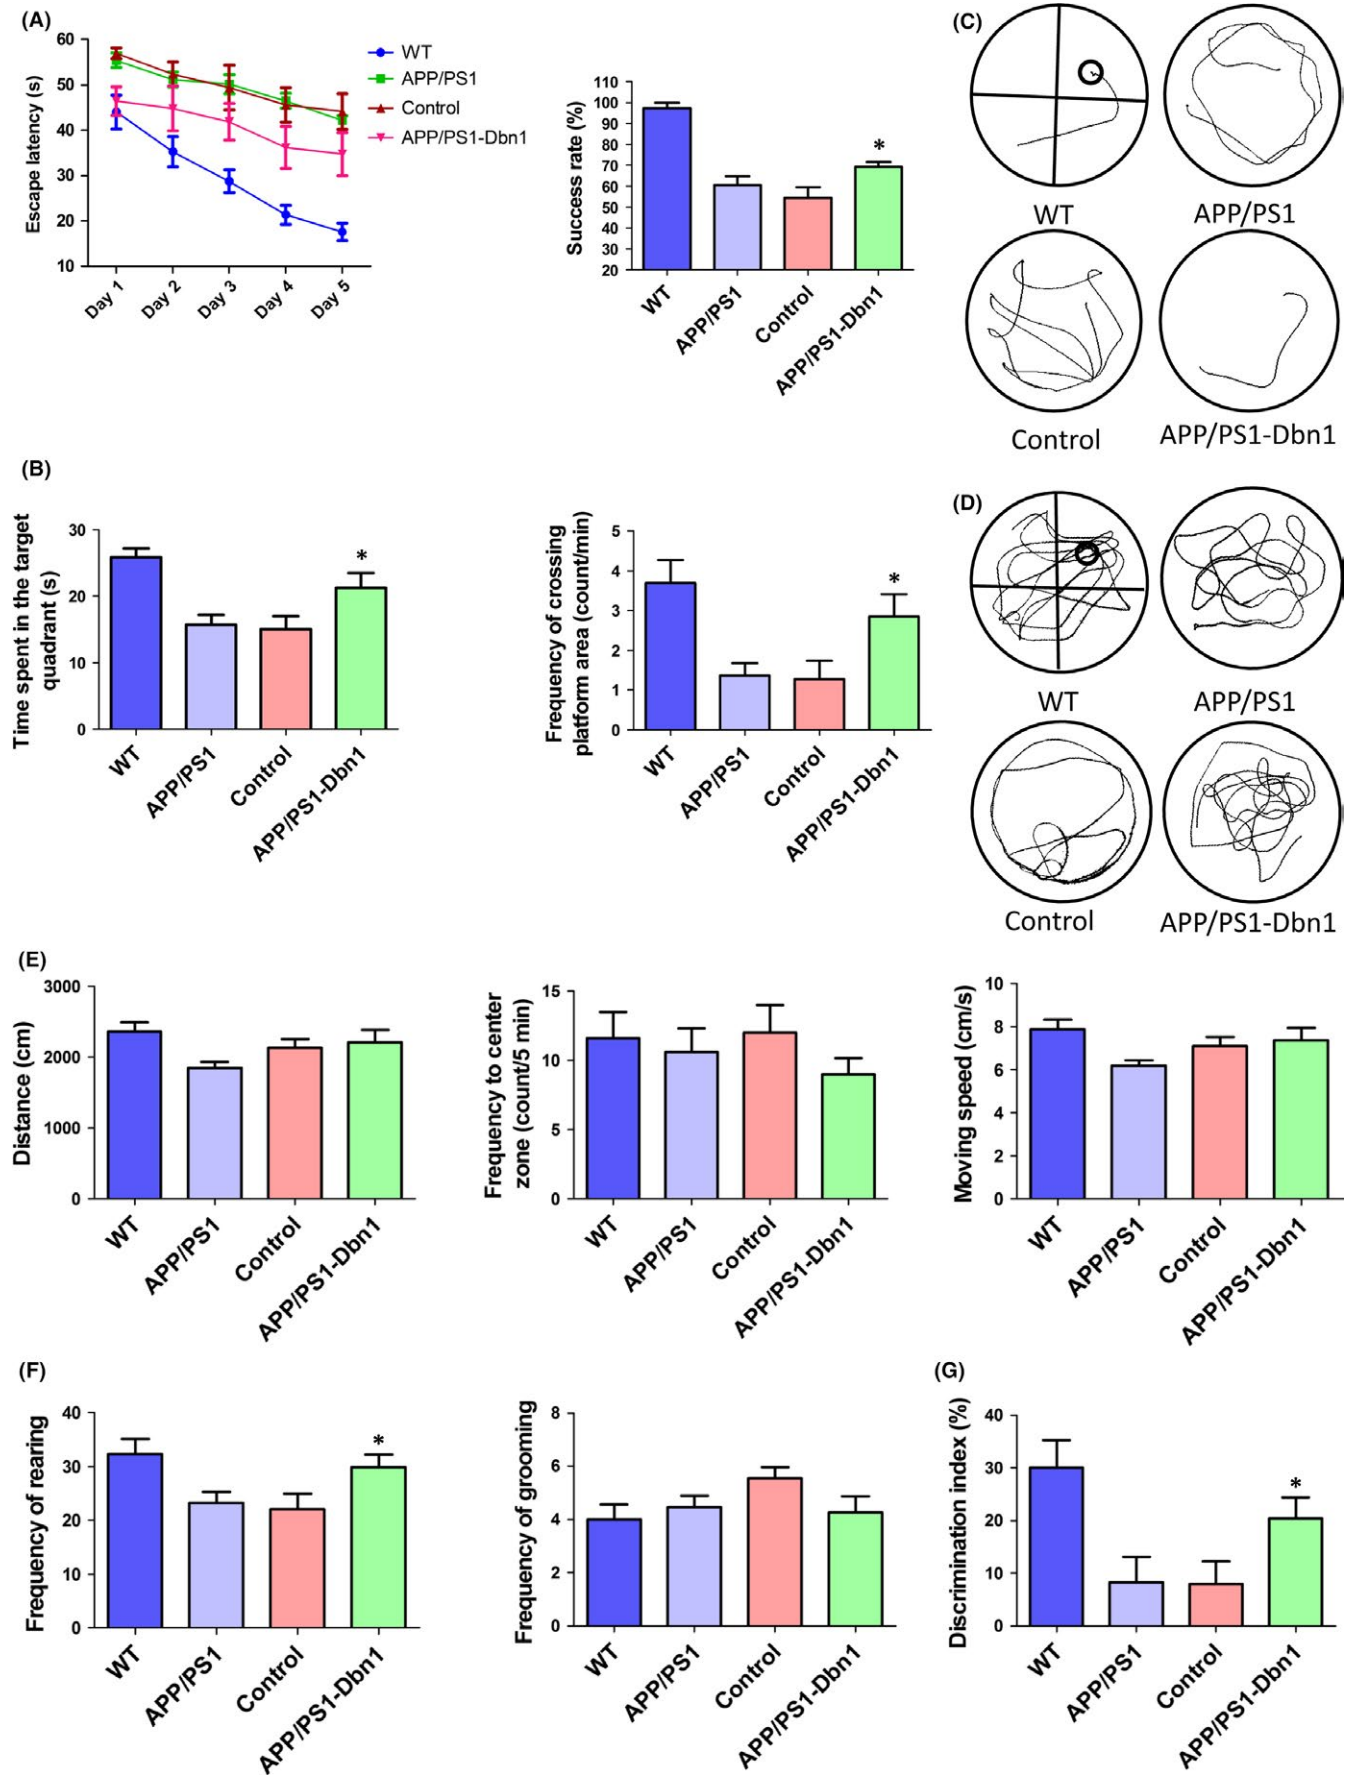 (A)
Escape latency (s)
60
50
40
30
20
10
Day 1
Day 2
Day 3
Day 4
Day 5
WT
APP/PS1
Control
APP/PS1-Dbn1
Success rate (%)
110
100
90
80
70
60
50
40
30
20
*
WT
APP/PS1
Control
APP/PS1-Dbn1
(C)
WT
APP/PS1
Control
APP/PS1-Dbn1
(B)
Time spent in the target
quadrant (s)
30
20
10
0
*
WT
APP/PS1
Control
APP/PS1-Dbn1
Frequency of crossing
platform area (count/min)
5
4
3
2
1
0
*
WT
APP/PS1
Control
APP/PS1-Dbn1
(D)
WT
APP/PS1
Control
APP/PS1-Dbn1
(E)
Distance (cm)
3000
2000
1000
0
WT
APP/PS1
Control
APP/PS1-Dbn1
Frequency to center
zone (count/5 min)
15
10
5
0
WT
APP/PS1
Control
APP/PS1-Dbn1
Moving speed (cm/s)
10
8
6
4
2
0
WT
APP/PS1
Control
APP/PS1-Dbn1
(F)
Frequency of rearing
40
30
20
10
0
*
WT
APP/PS1
Control
APP/PS1-Dbn1
Frequency of grooming
8
6
4
2
0
WT
APP/PS1
Control
APP/PS1-Dbn1
(G)
Discrimination index (%)
40
30
20
10
0
*
WT
APP/PS1
Control
APP/PS1-Dbn1